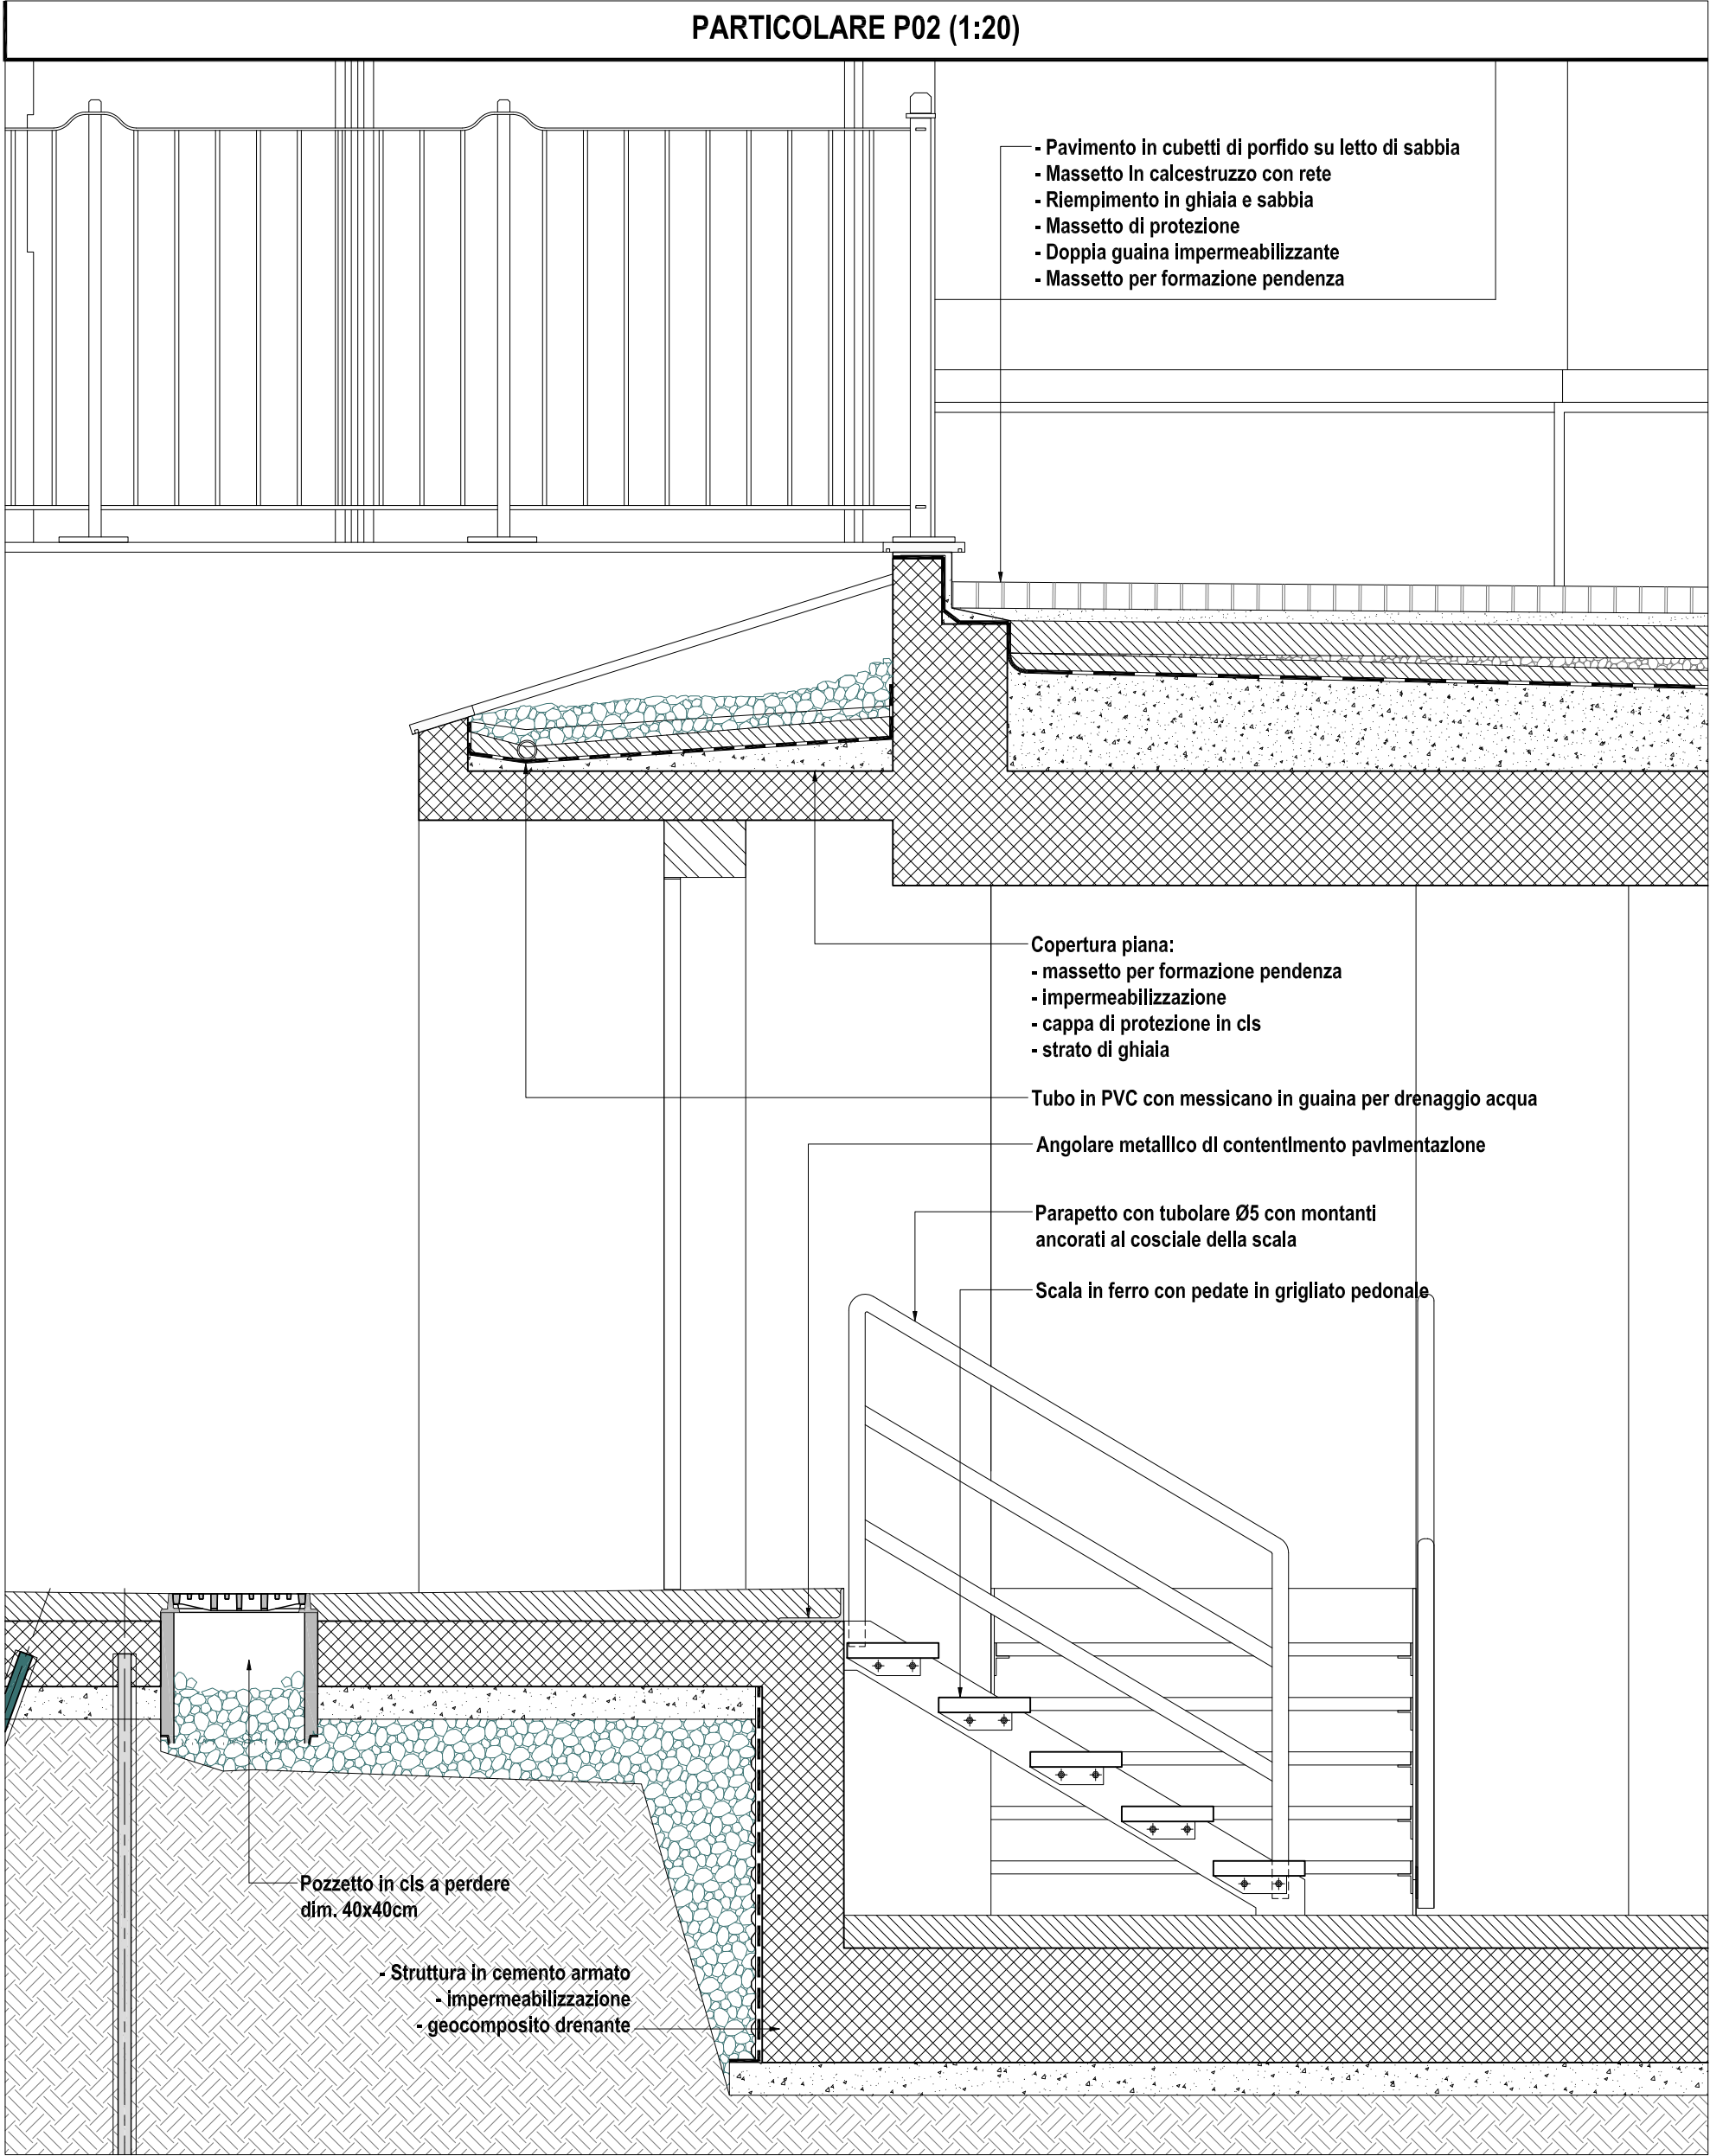 PARTICOLARE P02 (1:20)
- Pavimento in cubetti di porfido su letto di sabbia
- Massetto In calcestruzzo con rete
- Riempimento in ghiaia e sabbia
- Massetto di protezione
- Doppia guaina impermeabilizzante
- Massetto per formazione pendenza
Copertura piana:
- massetto per formazione pendenza
- impermeabilizzazione
- cappa di protezione in cls
- strato di ghiaia
Tubo in PVC con messicano in guaina per drenaggio acqua
Angolare metallico di contentimento pavimentazione
Parapetto con tubolare Ø5 con montanti
ancorati al cosciale della scala
Scala in ferro con pedate in grigliato pedonale
Pozzetto in cls a perdere
dim. 40x40cm
- Struttura in cemento armato
- impermeabilizzazione
- geocomposito drenante